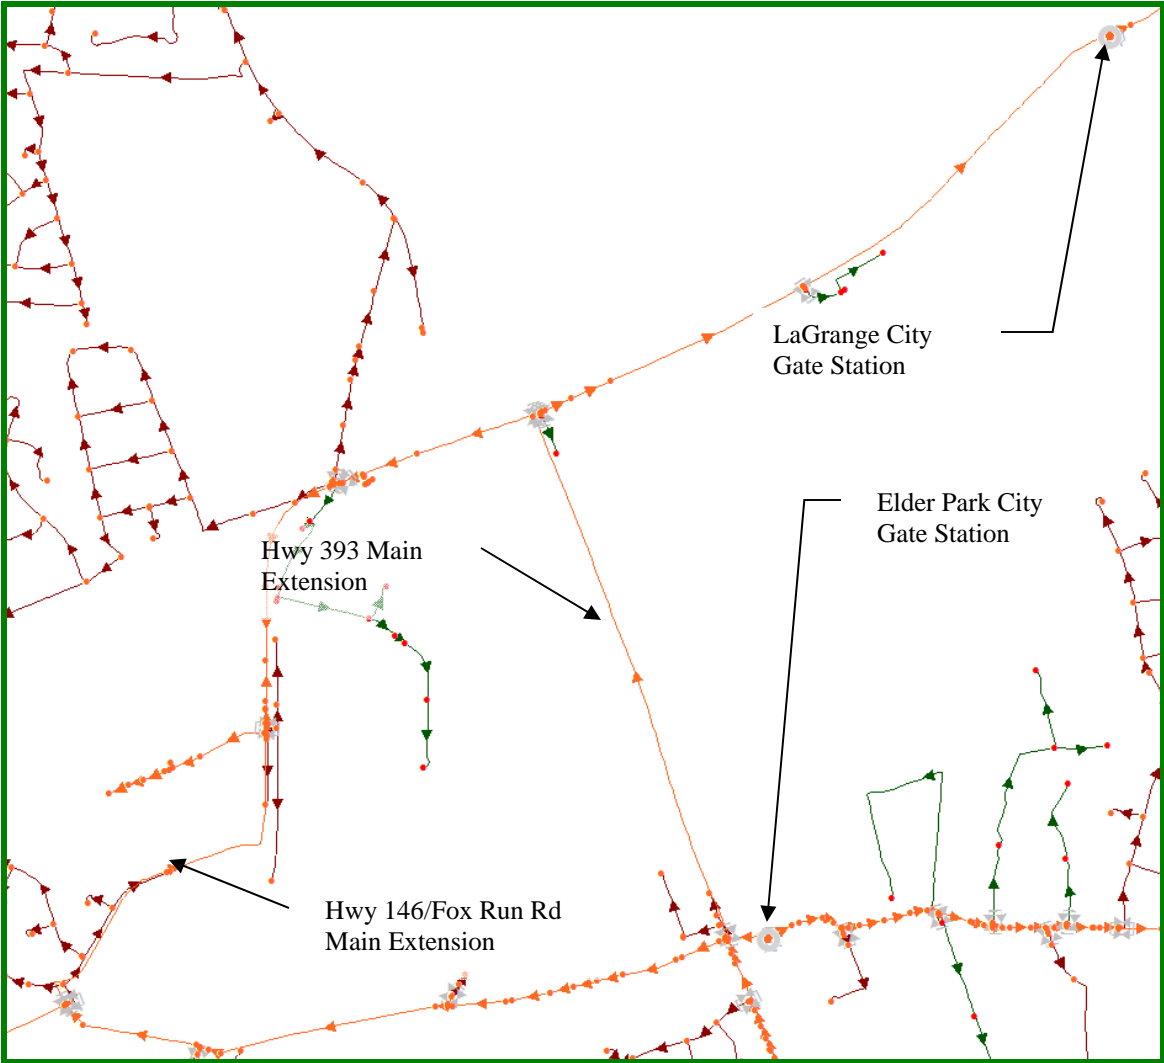 LaGrange City
Gate Station
Elder Park City
Gate Station
Hwy 393 Main
Extension
Hwy 146/Fox Run Rd
Main Extension